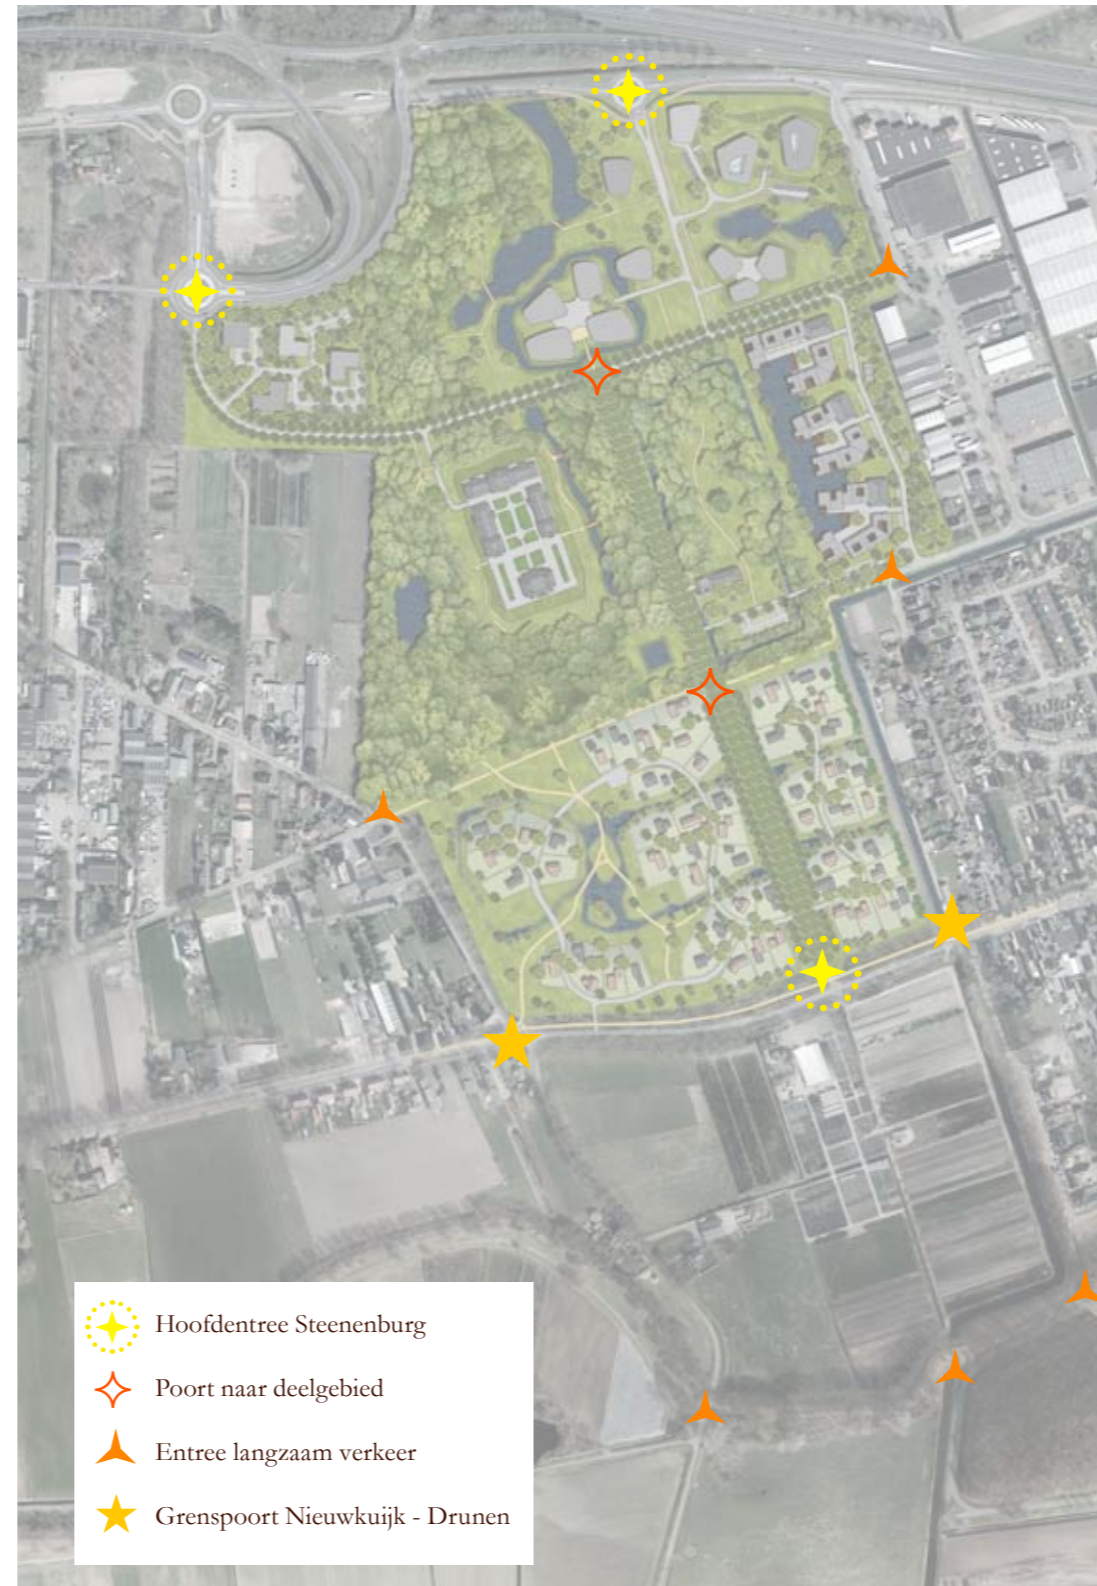 Hoofdentree Steenenburg
Poort naar deelgebied
Entree langzaam verkeer
Grenspoort Nieuwkuijk - Drunen